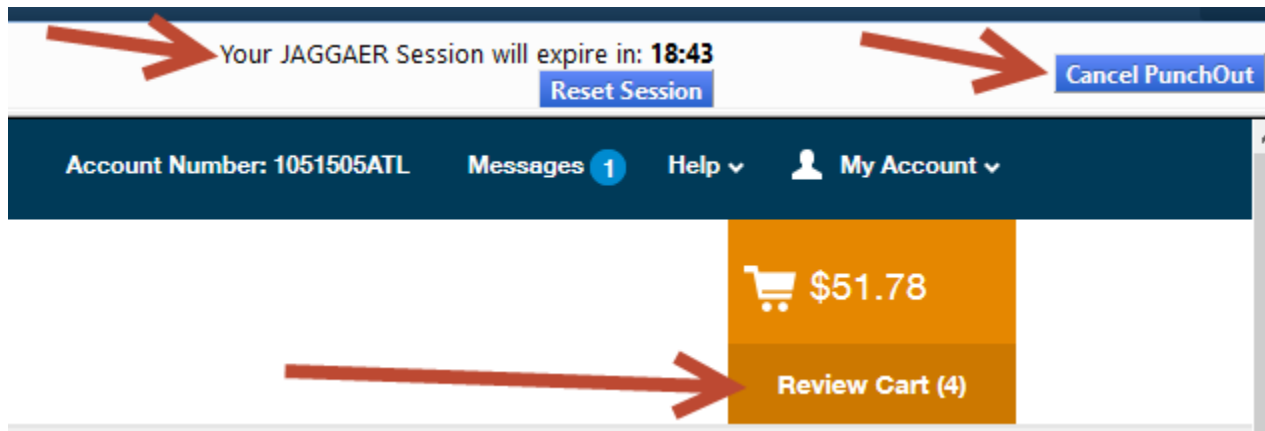 Your JAGGAER Session will expire in: 18:43
Reset Session
Cancel PunchOut
Account Number: 1051505ATL Messages 1 Help My Account
$51.78
Review Cart (4)